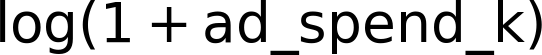 log(1 + ad_spend_k)